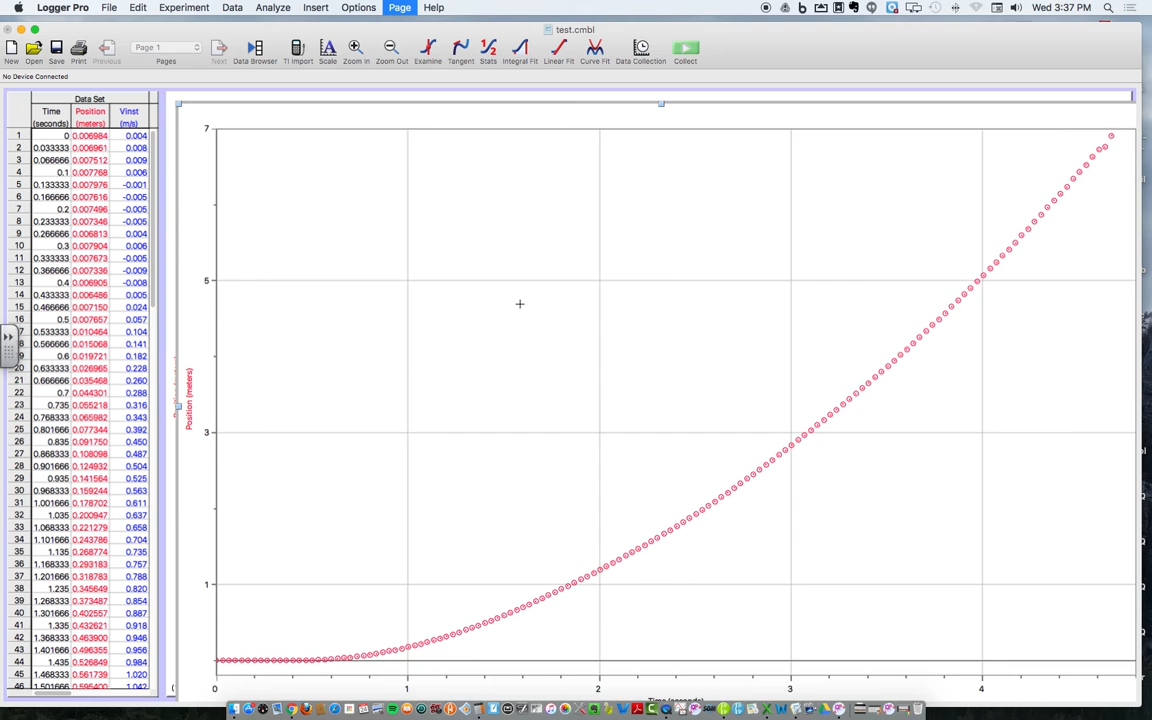 Logger Pro File Edit Experiment Data Analyze Insert Options Page Help Wed 3:37 PM
test.cmbl
Page 1
New Open Save Print Previous Pages Next Data Browser TI Import Scale Zoom In Zoom Out Examine Tangent Stats Integral Fit Linear Fit Curve Fit Data Collection Collect
No Device Connected
Data Set
Time Position Vinst
(seconds) (meters) (m/s)
1 0 0.006984 0.004
2 0.033333 0.006961 0.008
3 0.066666 0.007512 0.009
4 0.1 0.007768 0.006
5 0.133333 0.007976 -0.001
6 0.166666 0.007616 -0.005
7 0.2 0.007496 -0.005
8 0.233333 0.007346 -0.005
9 0.266666 0.006813 0.004
10 0.3 0.007904 0.006
11 0.333333 0.007673 -0.005
12 0.366666 0.007336 -0.009
13 0.4 0.006905 -0.008
14 0.433333 0.006486 0.005
15 0.466666 0.007150 0.024
16 0.5 0.007657 0.057
17 0.533333 0.010464 0.104
0.566666 0.015068 0.141
0.6 0.019721 0.182
20 0.633333 0.026965 0.228
21 0.666666 0.035468 0.260
22 0.7 0.044301 0.288
23 0.735 0.055218 0.316
24 0.768333 0.065982 0.343
25 0.801666 0.077344 0.392
26 0.835 0.091750 0.450
27 0.868333 0.108098 0.487
28 0.901666 0.124932 0.504
29 0.935 0.141564 0.525
30 0.968333 0.159244 0.563
31 1.001666 0.178702 0.611
32 1.035 0.200947 0.637
33 1.068333 0.221279 0.658
34 1.101666 0.243786 0.704
35 1.135 0.268774 0.735
36 1.168333 0.293183 0.757
37 1.201666 0.318783 0.788
38 1.235 0.345649 0.820
39 1.268333 0.373487 0.854
40 1.301666 0.402557 0.887
41 1.335 0.432621 0.918
42 1.368333 0.463900 0.946
43 1.401666 0.496355 0.956
44 1.435 0.526849 0.984
45 1.468333 0.561739 1.020
46 1.501666 0.595400 1.042
7
5
3
1
Position (meters)
0 1 2 3 4
Time (seconds)